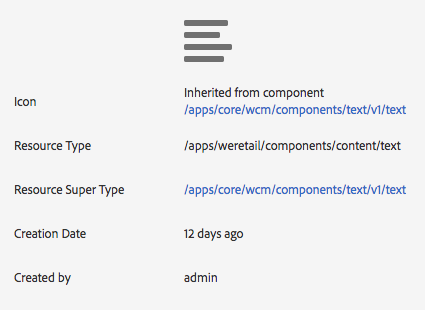 Icon
Inherited from component
/apps/core/wcm/components/text/v1/text
Resource Type
/apps/weretail/components/content/text
Resource Super Type
/apps/core/wcm/components/text/v1/text
Creation Date
12 days ago
Created by
admin